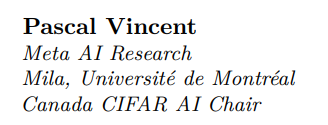 Pascal Vincent
Meta AI Research
Mila, Université de Montréal
Canada CIFAR AI Chair